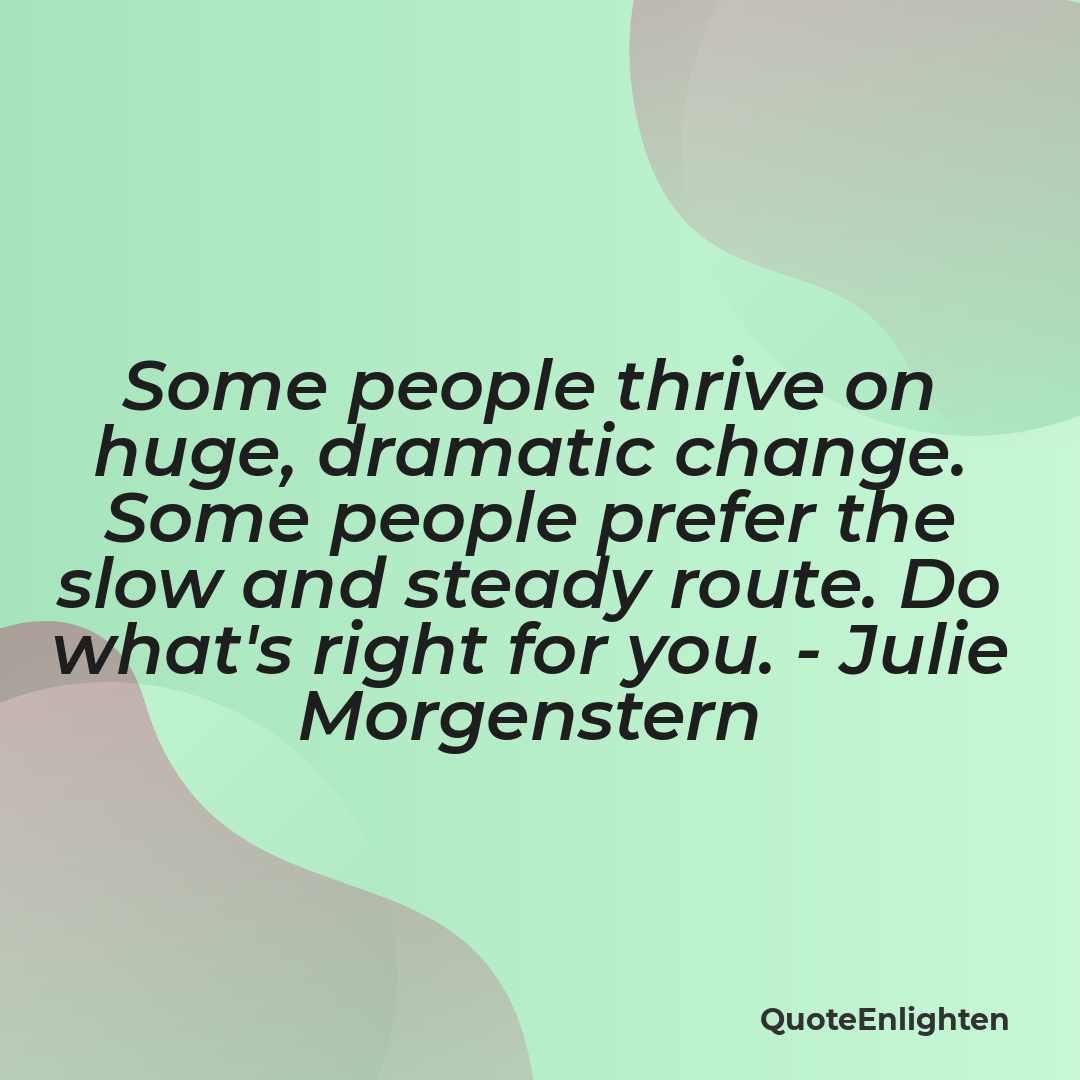 Some people thrive on
huge, dramatic change.
Some people prefer the
slow and steady route. Do
what's right for you. - Julie
Morgenstern
QuoteEnlighten